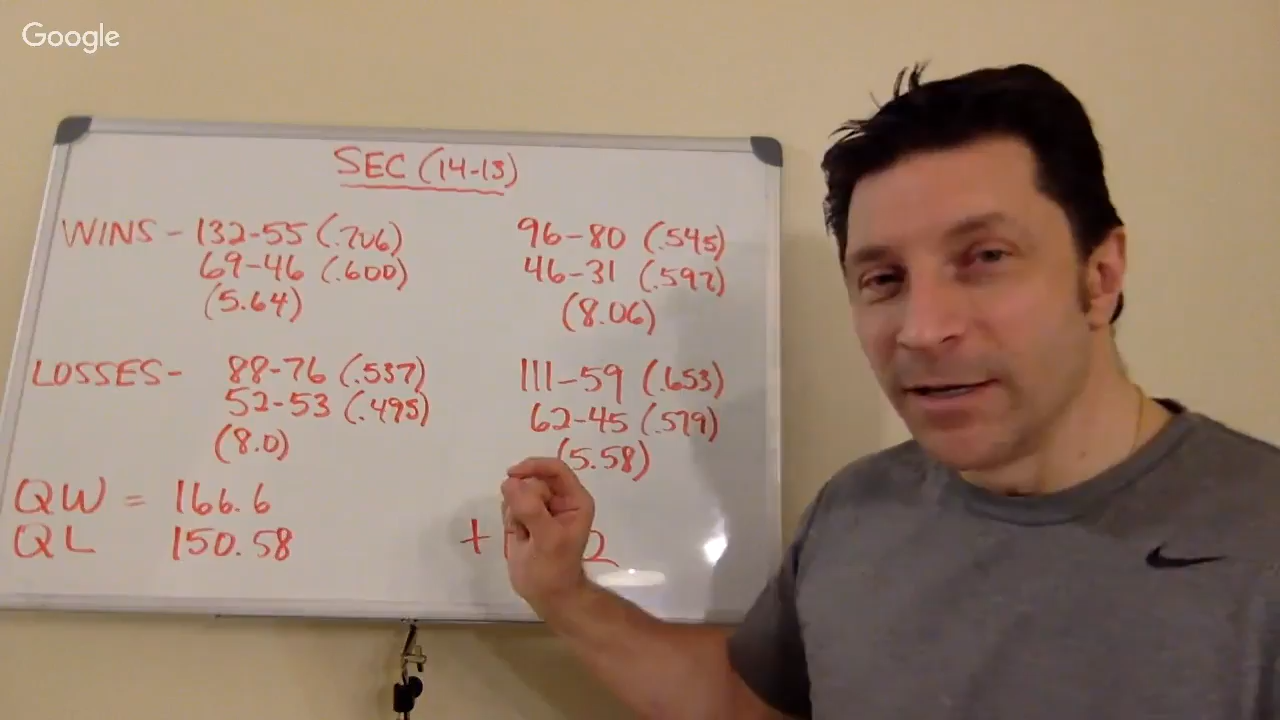 Google
SEC (14-13)
WINS - 132-55 (.706)
69-46 (.600)
(5.64)
96-80 (.545)
46-31 (.597)
(8.06)
LOSSES - 88-76 (.537)
52-53 (.495)
(8.0)
111-59 (.653)
62-45 (.579)
(5.58)
QW = 166.6
QL 150.58
+